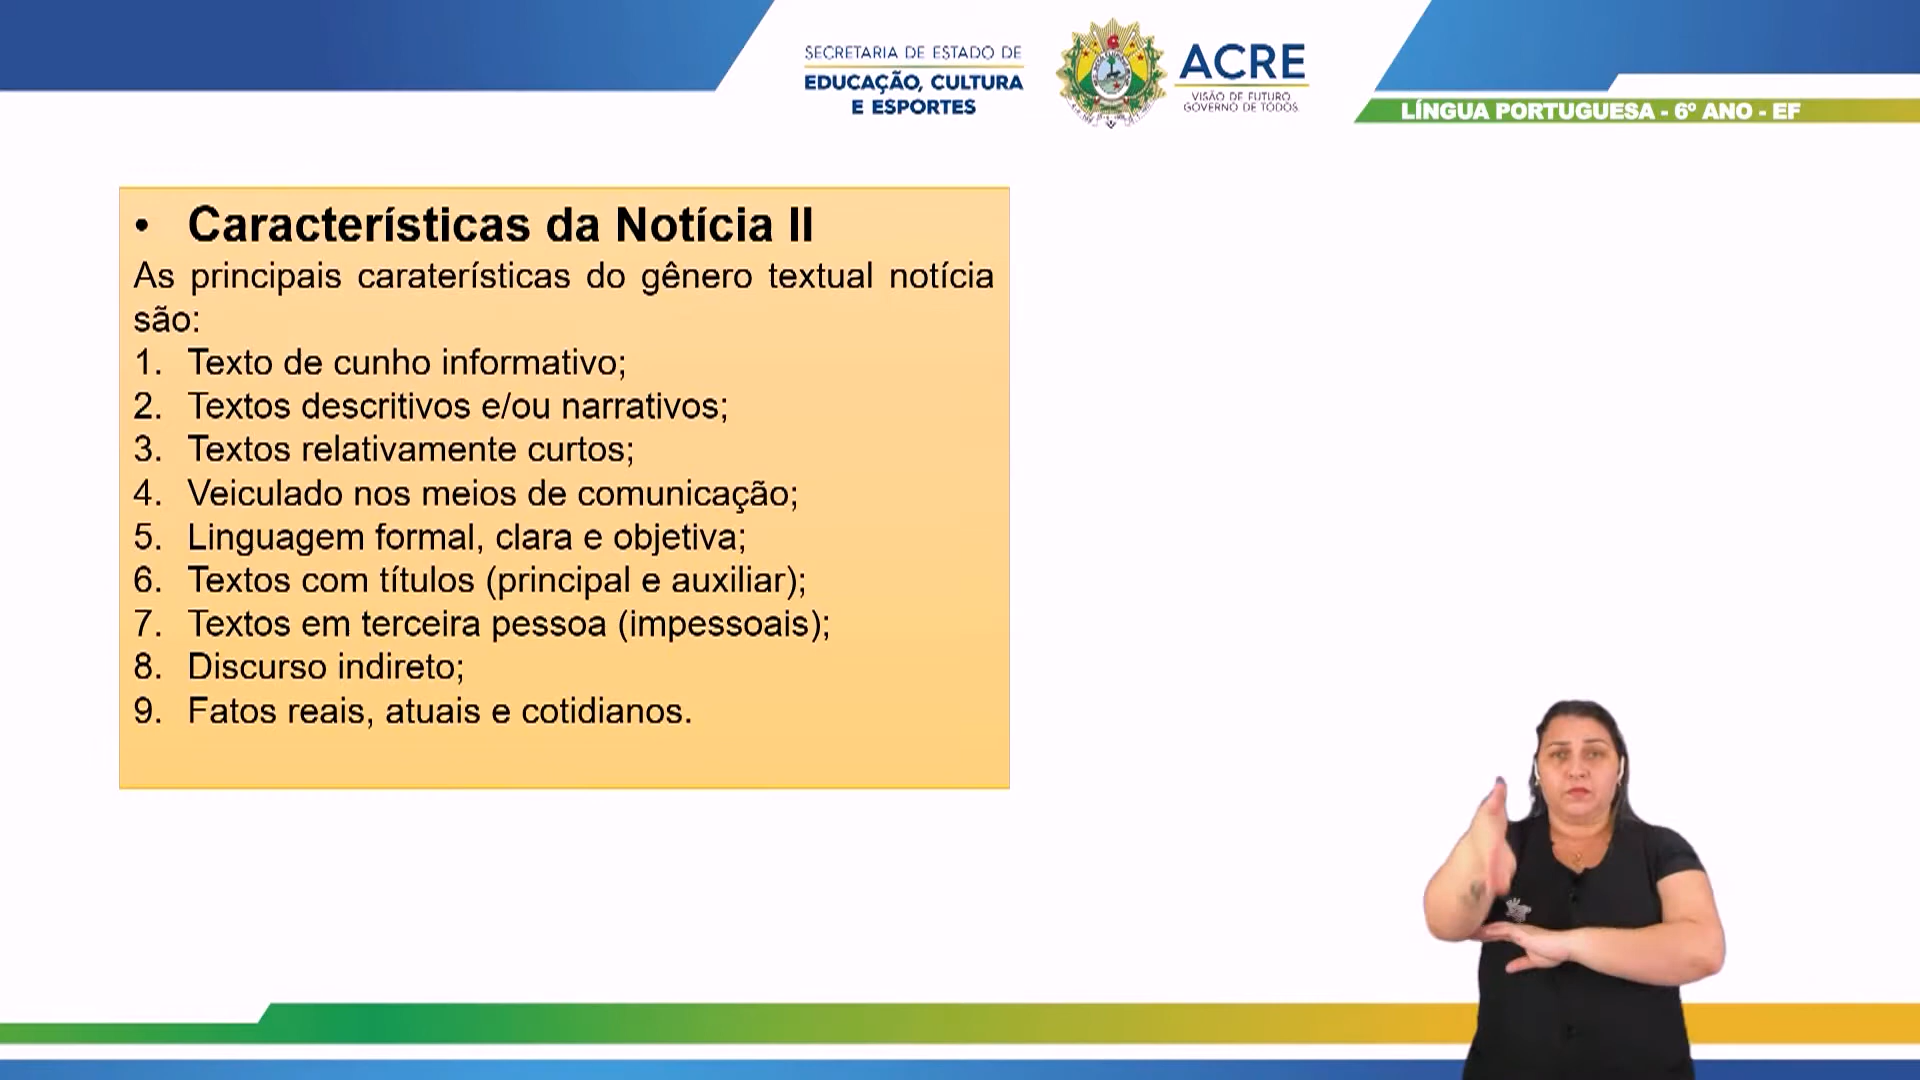 SECRETARIA DE ESTADO DE
EDUCAÇÃO, CULTURA
E ESPORTES
ACRE
VISÃO DE FUTURO
GOVERNO DE TODOS
LÍNGUA PORTUGUESA - 6º ANO - EF
• Características da Notícia II
As principais caraterísticas do gênero textual notícia
são:
1. Texto de cunho informativo;
2. Textos descritivos e/ou narrativos;
3. Textos relativamente curtos;
4. Veiculado nos meios de comunicação;
5. Linguagem formal, clara e objetiva;
6. Textos com títulos (principal e auxiliar);
7. Textos em terceira pessoa (impessoais);
8. Discurso indireto;
9. Fatos reais, atuais e cotidianos.